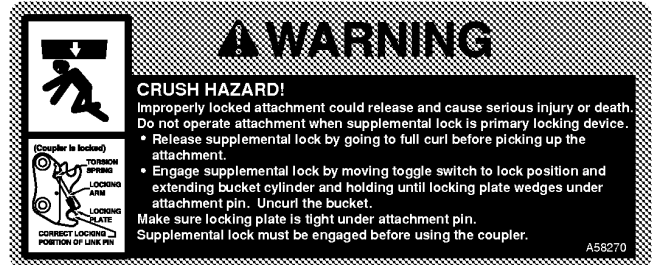 WARNING
CRUSH HAZARD!
Improperly locked attachment could release and cause serious injury or death.
Do not operate attachment when supplemental lock is primary locking device.
• Release supplemental lock by going to full curl before picking up the
attachment.
• Engage supplemental lock by moving toggle switch to lock position and
extending bucket cylinder and holding until locking plate wedges under
attachment pin.  Uncurl the bucket.
Make sure locking plate is tight under attachment pin.
Supplemental lock must be engaged before using the coupler.
A58270
(Coupler is locked)
TORSION
SPRING
LOCKING
ARM
LOCKING
PLATE
CORRECT LOCKING
POSITION OF LINK PIN